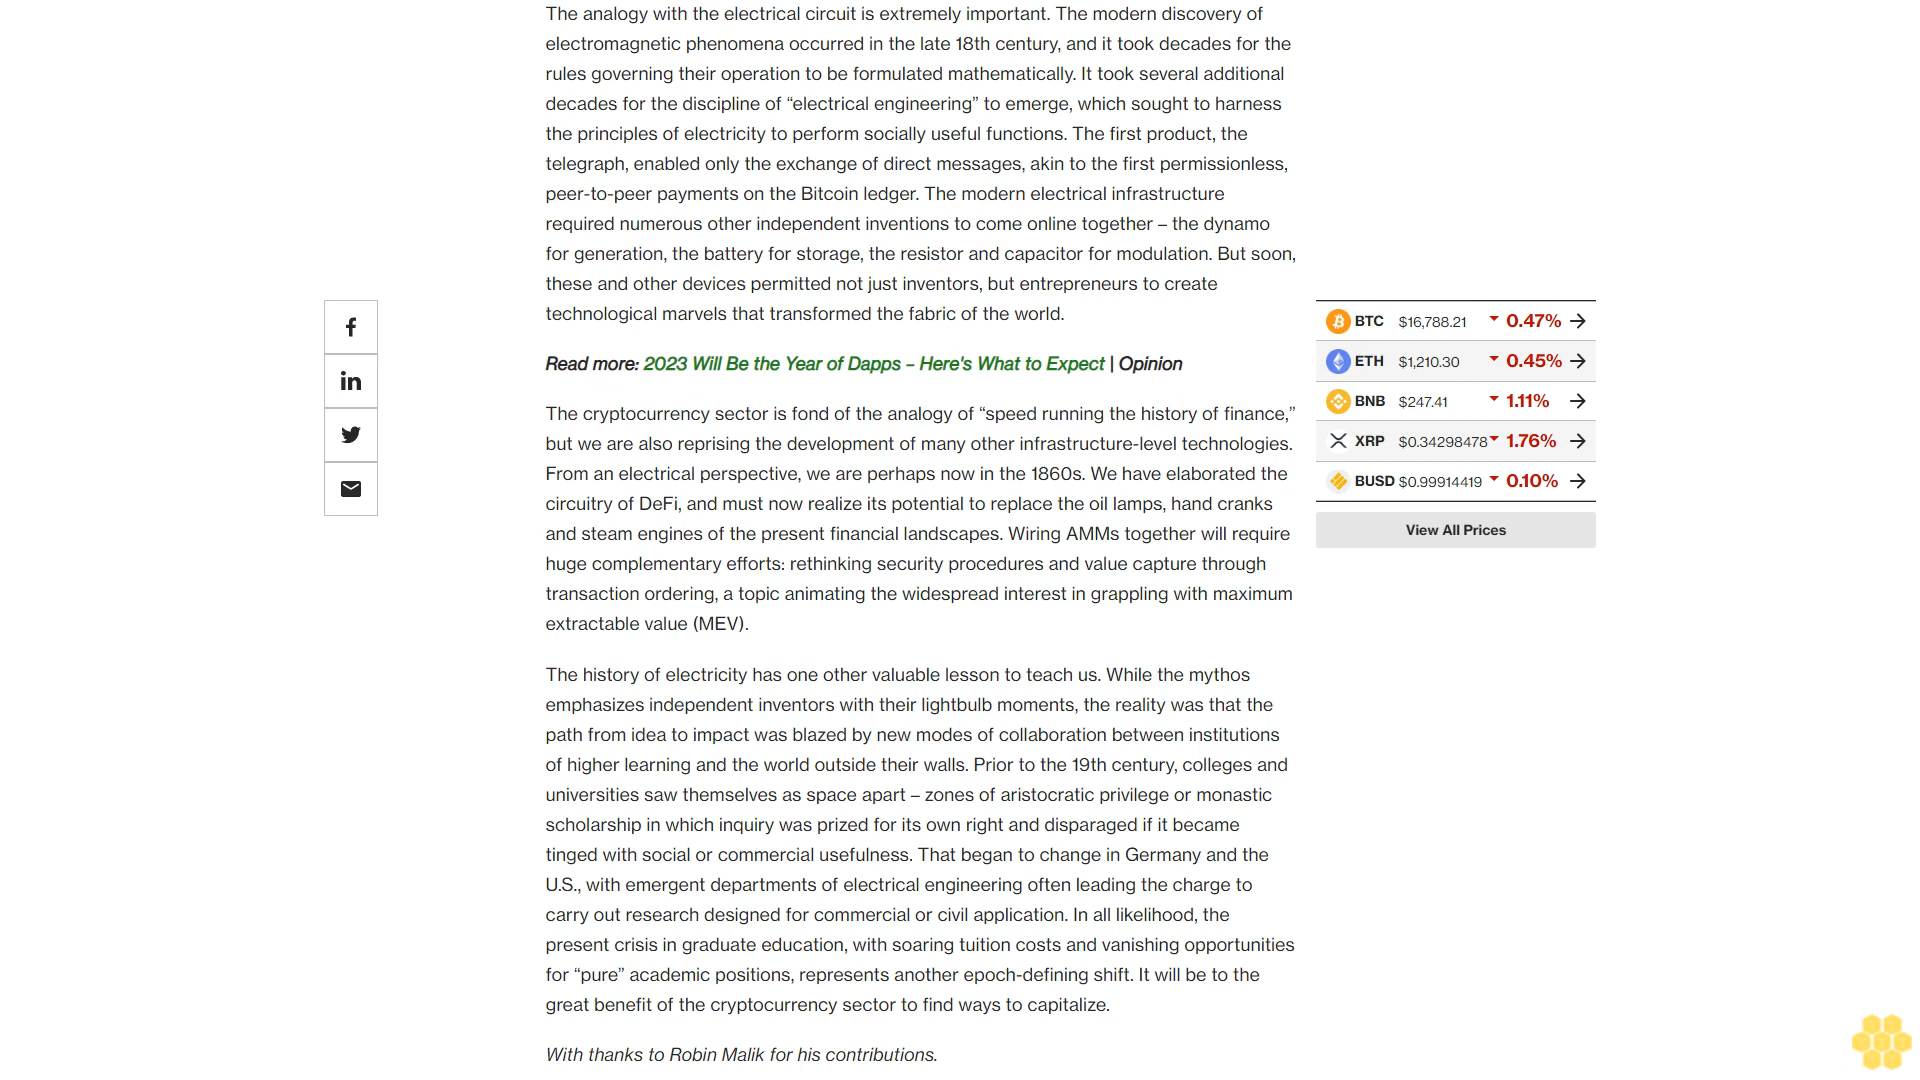 The analogy with the electrical circuit is extremely important. The modern discovery of
electromagnetic phenomena occurred in the late 18th century, and it took decades for the
rules governing their operation to be formulated mathematically. It took several additional
decades for the discipline of “electrical engineering” to emerge, which sought to harness
the principles of electricity to perform socially useful functions. The first product, the
telegraph, enabled only the exchange of direct messages, akin to the first permissionless,
peer-to-peer payments on the Bitcoin ledger. The modern electrical infrastructure
required numerous other independent inventions to come online together – the dynamo
for generation, the battery for storage, the resistor and capacitor for modulation. But soon,
these and other devices permitted not just inventors, but entrepreneurs to create
technological marvels that transformed the fabric of the world.
Read more: 2023 Will Be the Year of Dapps – Here's What to Expect | Opinion
The cryptocurrency sector is fond of the analogy of “speed running the history of finance,”
but we are also reprising the development of many other infrastructure-level technologies.
From an electrical perspective, we are perhaps now in the 1860s. We have elaborated the
circuitry of DeFi, and must now realize its potential to replace the oil lamps, hand cranks
and steam engines of the present financial landscapes. Wiring AMMs together will require
huge complementary efforts: rethinking security procedures and value capture through
transaction ordering, a topic animating the widespread interest in grappling with maximum
extractable value (MEV).
The history of electricity has one other valuable lesson to teach us. While the mythos
emphasizes independent inventors with their lightbulb moments, the reality was that the
path from idea to impact was blazed by new modes of collaboration between institutions
of higher learning and the world outside their walls. Prior to the 19th century, colleges and
universities saw themselves as space apart – zones of aristocratic privilege or monastic
scholarship in which inquiry was prized for its own right and disparaged if it became
tinged with social or commercial usefulness. That began to change in Germany and the
U.S., with emergent departments of electrical engineering often leading the charge to
carry out research designed for commercial or civil application. In all likelihood, the
present crisis in graduate education, with soaring tuition costs and vanishing opportunities
for “pure” academic positions, represents another epoch-defining shift. It will be to the
great benefit of the cryptocurrency sector to find ways to capitalize.
With thanks to Robin Malik for his contributions.
BTC $16,788.21 0.47%
ETH $1,210.30 0.45%
BNB $247.41 1.11%
XRP $0.34298478 1.76%
BUSD $0.99914419 0.10%
View All Prices